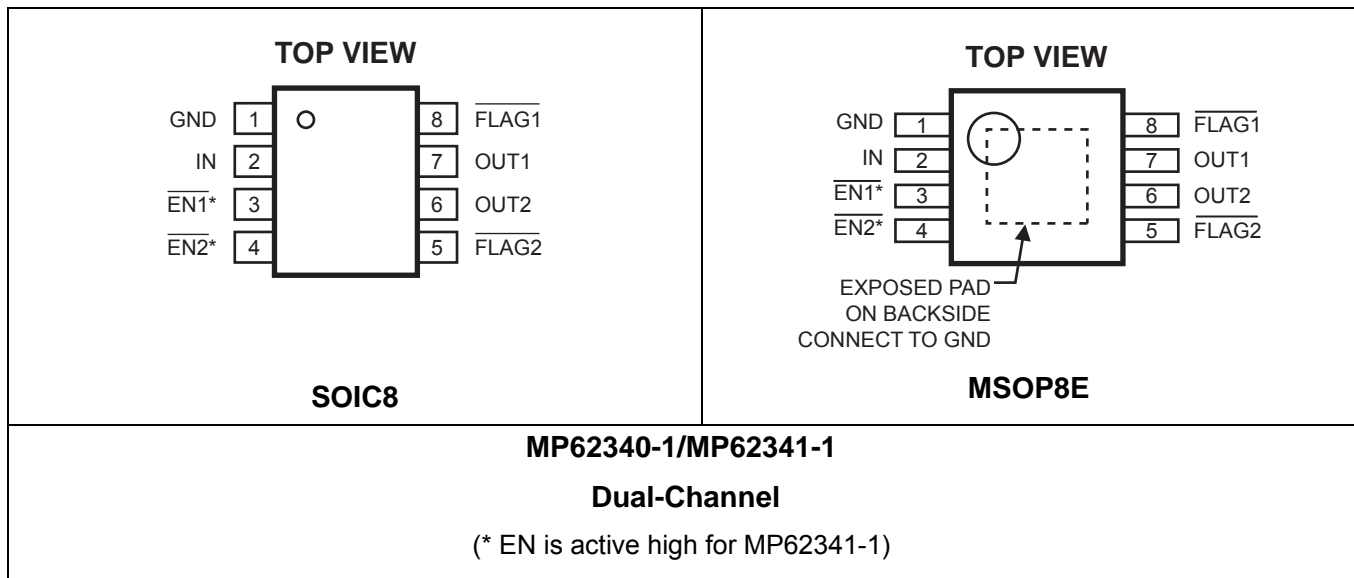 TOP VIEW
GND 1 8 FLAG1
IN 2 7 OUT1
EN1* 3 6 OUT2
EN2* 4 5 FLAG2
SOIC8
TOP VIEW
GND 1 8 FLAG1
IN 2 7 OUT1
EN1* 3 6 OUT2
EN2* 4 5 FLAG2
EXPOSED PAD
ON BACKSIDE
CONNECT TO GND
MSOP8E
MP62340-1/MP62341-1
Dual-Channel
(* EN is active high for MP62341-1)